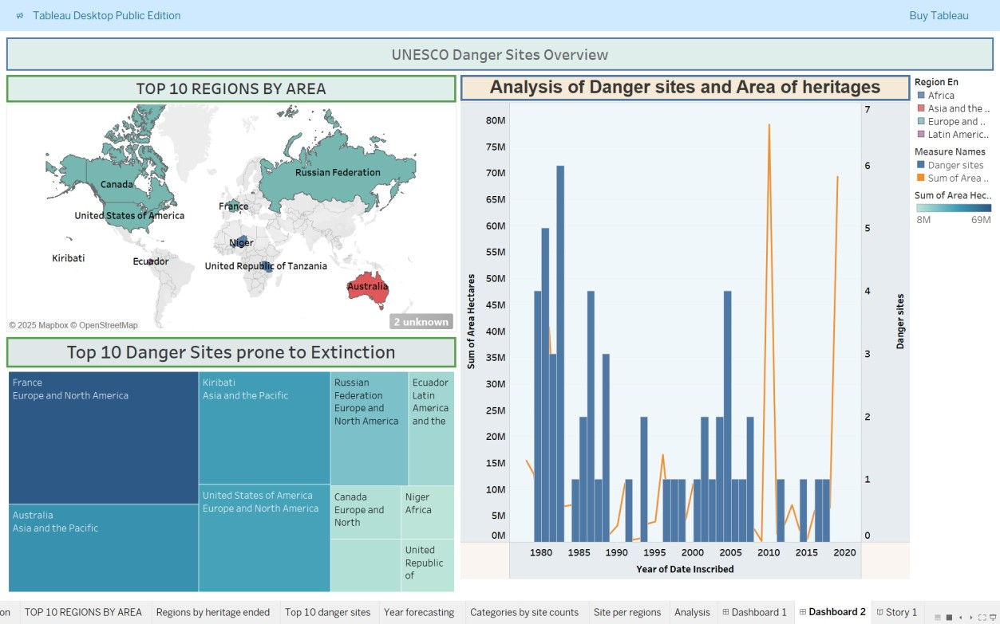 Tableau Desktop Public Edition
Buy Tableau
UNESCO Danger Sites Overview
TOP 10 REGIONS BY AREA
Canada
Russian Federation
United States of America
France
Niger
Kiribati
Ecuador
United Republic of Tanzania
Australia
© 2025 Mapbox © OpenStreetMap
2 unknown
Top 10 Danger Sites prone to Extinction
France
Europe and North America
Australia
Asia and the Pacific
Kiribati
Asia and the Pacific
United States of America
Europe and North America
Russian
Federation
Europe and
North America
Ecuador
Latin
America
and the
Canada
Europe and
North
Niger
Africa
United
Republic
of
Analysis of Danger sites and Area of heritages
Sum of Area Hectares
80M
75M
70M
65M
60M
55M
50M
45M
40M
35M
30M
25M
20M
15M
10M
5M
0M
7
6
5
4
3
2
1
0
Danger sites
1980 1985 1990 1995 2000 2005 2010 2015 2020
Year of Date Inscribed
Region En
Africa
Asia and the ..
Europe and ..
Latin Americ..
Measure Names
Danger sites
Sum of Area ..
Sum of Area Hec..
8M 69M
on TOP 10 REGIONS BY AREA Regions by heritage ended Top 10 danger sites Year forecasting Categories by site counts Site per regions Analysis Dashboard 1 Dashboard 2 Story 1